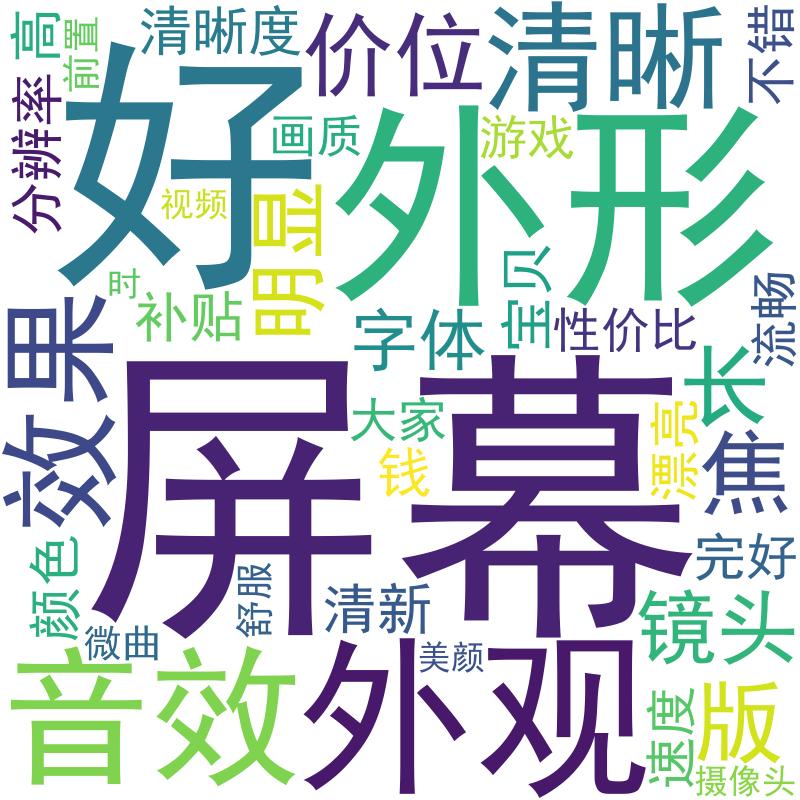 高
前置
清晰度
价位
清晰
不错
分辨率
好
画质
外形
游戏
视频
明显
时
补贴
宝贝
流畅
字体
性价比
效果
屏幕
长
大家
漂亮
钱
焦
颜色
舒服
完好
清新
微曲
镜头
美颜
音效
外观
速度
版
摄像头